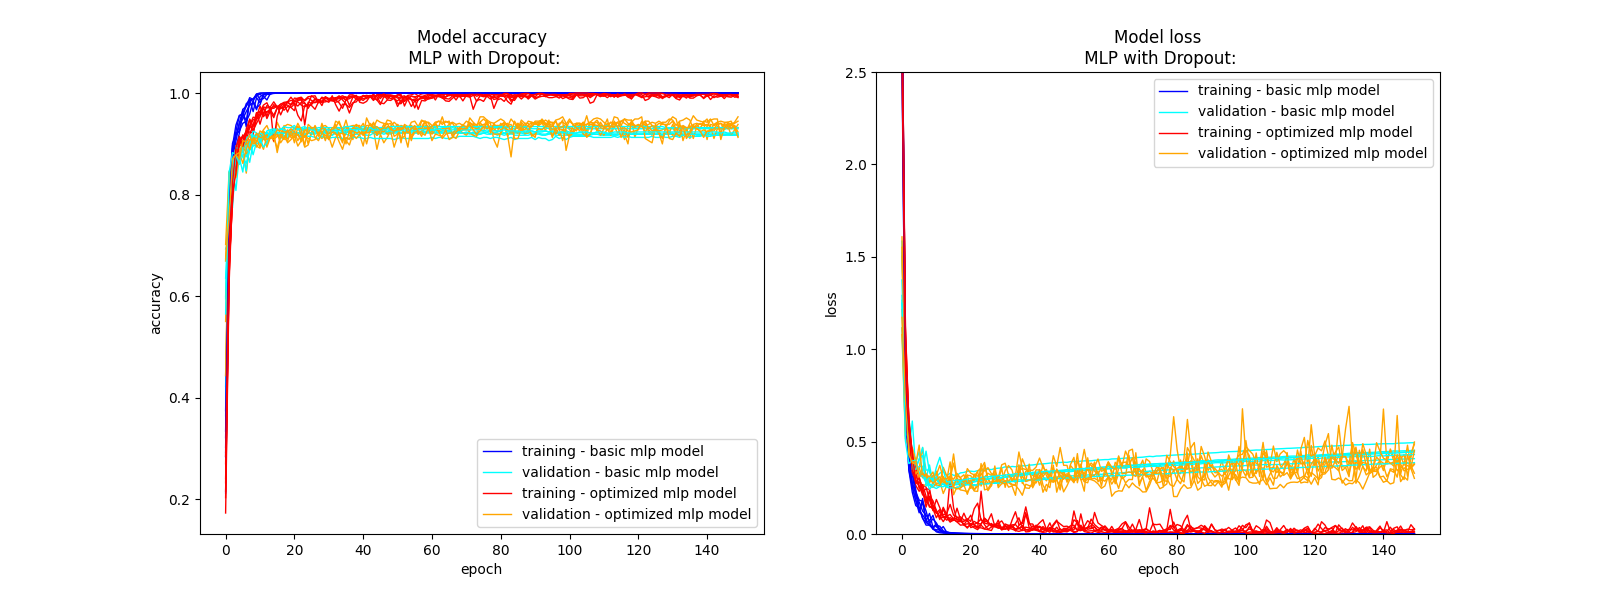 Model accuracy
MLP with Dropout:
1.0
0.8
0.6
0.4
0.2
accuracy
training - basic mlp model
validation - basic mlp model
training - optimized mlp model
validation - optimized mlp model
0 20 40 60 80 100 120 140
epoch
Model loss
MLP with Dropout:
2.5
2.0
1.5
1.0
0.5
0.0
loss
training - basic mlp model
validation - basic mlp model
training - optimized mlp model
validation - optimized mlp model
0 20 40 60 80 100 120 140
epoch